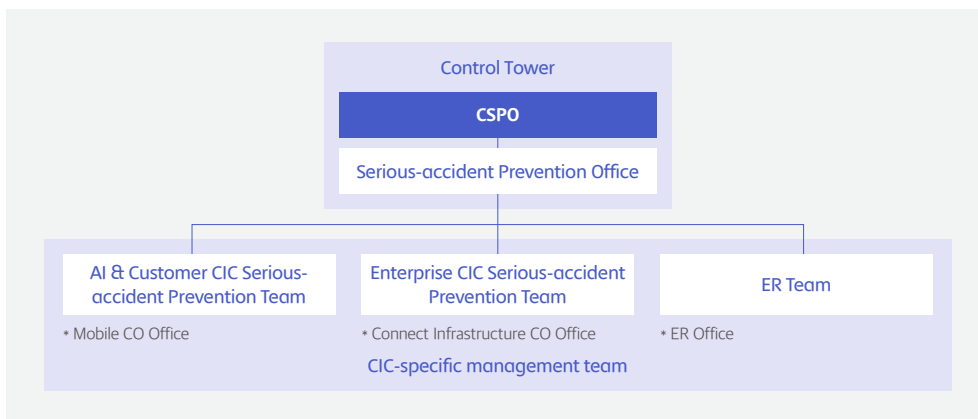 Control Tower
CSPO
Serious-accident Prevention Office
AI & Customer CIC Serious-
accident Prevention Team
Enterprise CIC Serious-accident
Prevention Team
ER Team
* Mobile CO Office
* Connect Infrastructure CO Office
* ER Office
CIC-specific management team